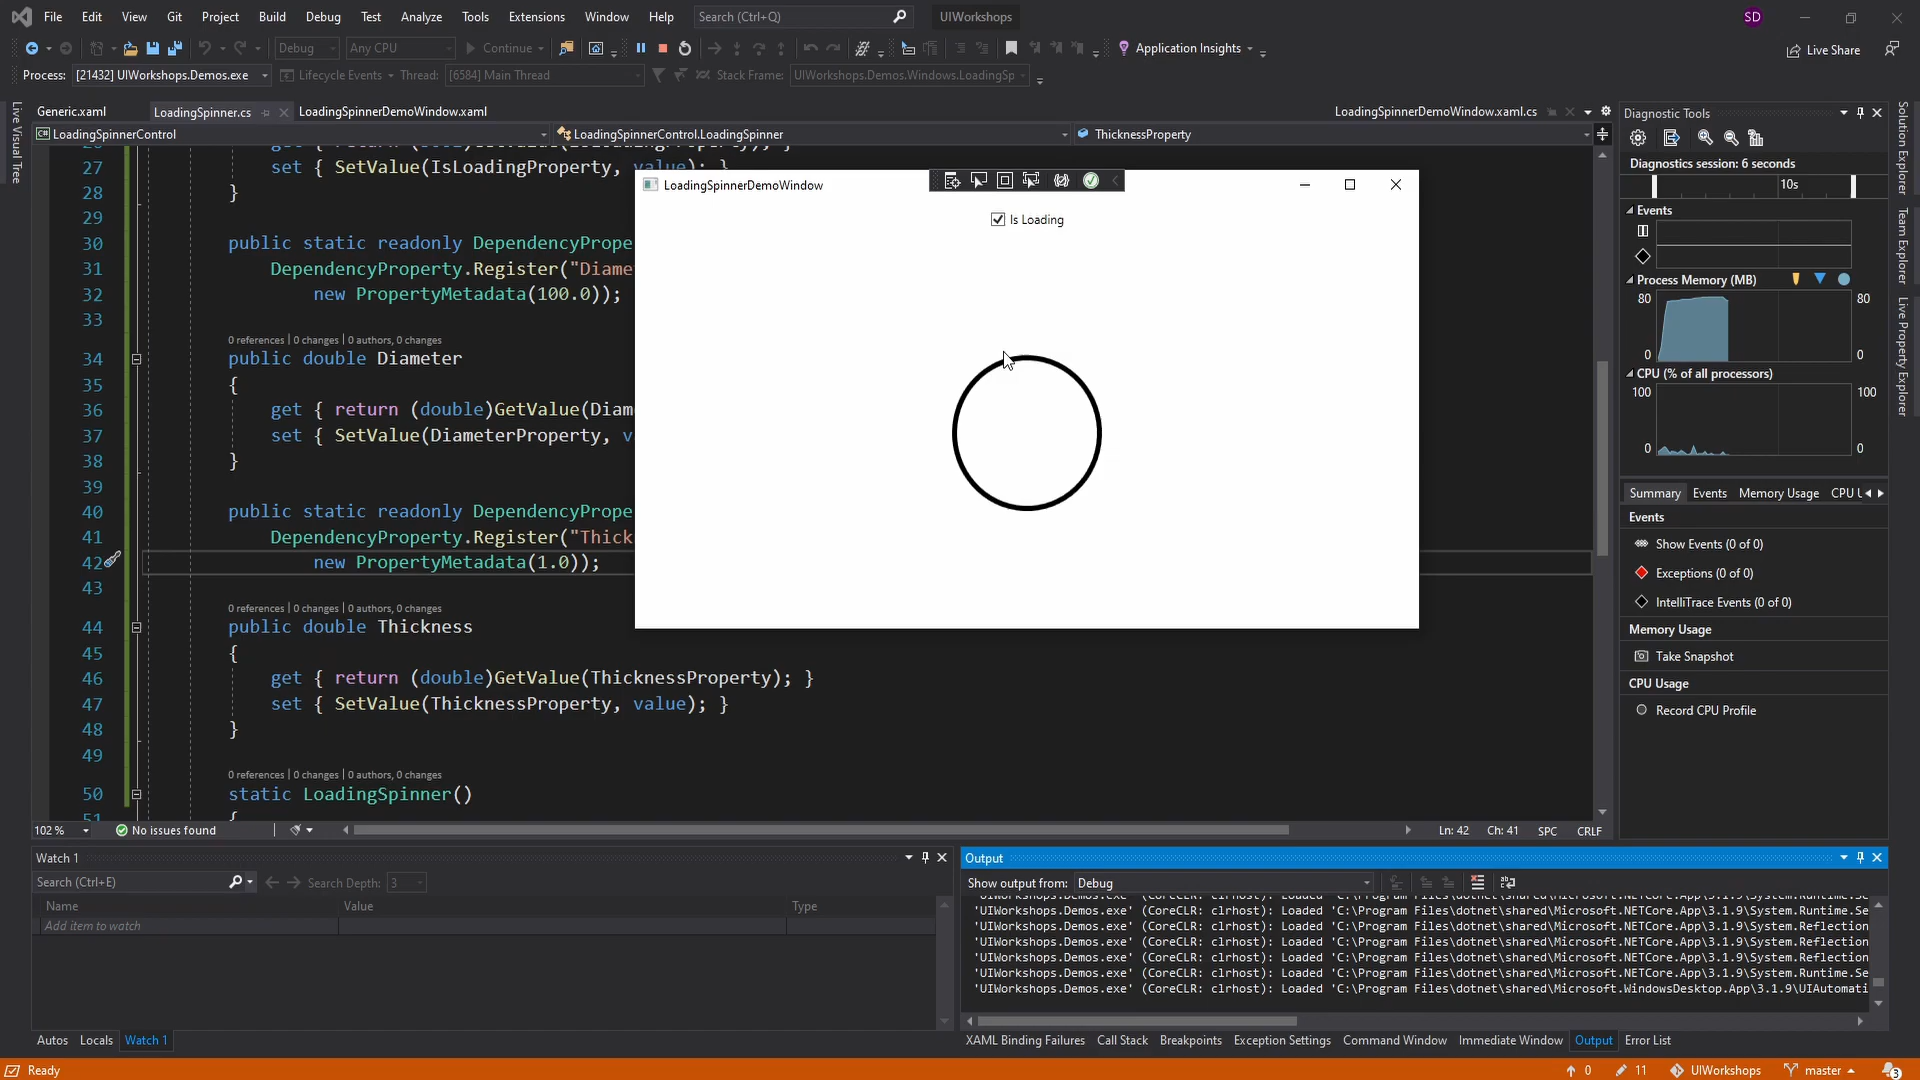 File Edit View Git Project Build Debug Test Analyze Tools Extensions Window Help Search (Ctrl+Q) UIWorkshops SD
Debug Any CPU Continue Application Insights Live Share
Process: [21432] UIWorkshops.Demos.exe Lifecycle Events Thread: [6584] Main Thread Stack Frame: UIWorkshops.Demos.Windows.LoadingSp
Generic.xaml LoadingSpinner.cs LoadingSpinnerDemoWindow.xaml LoadingSpinnerDemoWindow.xaml.cs
LoadingSpinnerControl LoadingSpinnerControl.LoadingSpinner ThicknessProperty
Live Visual Tree
27 set { SetValue(IsLoadingProperty, value); }
28 }
29
30 public static readonly DependencyPrope
31 DependencyProperty.Register("Diame
32 new PropertyMetadata(100.0));
33
0 references | 0 changes | 0 authors, 0 changes
34 public double Diameter
35 {
36 get { return (double)GetValue(Diam
37 set { SetValue(DiameterProperty, v
38 }
39
40 public static readonly DependencyPrope
41 DependencyProperty.Register("Thick
42 new PropertyMetadata(1.0));
43
0 references | 0 changes | 0 authors, 0 changes
44 public double Thickness
45 {
46 get { return (double)GetValue(ThicknessProperty); }
47 set { SetValue(ThicknessProperty, value); }
48 }
49
0 references | 0 changes | 0 authors, 0 changes
50 static LoadingSpinner()
51 {
LoadingSpinnerDemoWindow
Is Loading
102 % No issues found Ln: 42 Ch: 41 SPC CRLF
Diagnostic Tools
Diagnostics session: 6 seconds
10s
Events
Process Memory (MB)
80 80
0 0
CPU (% of all processors)
100 100
0 0
Summary Events Memory Usage CPU U
Events
Show Events (0 of 0)
Exceptions (0 of 0)
IntelliTrace Events (0 of 0)
Memory Usage
Take Snapshot
CPU Usage
Record CPU Profile
Solution Explorer
Team Explorer
Live Property Explorer
Watch 1
Search (Ctrl+E) Search Depth: 3
Name Value Type
Add item to watch
Autos Locals Watch 1
Output
Show output from: Debug
'UIWorkshops.Demos.exe' (CoreCLR: clrhost): Loaded 'C:\Program Files\dotnet\shared\Microsoft.NETCore.App\3.1.9\System.Runtime.Se
'UIWorkshops.Demos.exe' (CoreCLR: clrhost): Loaded 'C:\Program Files\dotnet\shared\Microsoft.NETCore.App\3.1.9\System.Reflection
'UIWorkshops.Demos.exe' (CoreCLR: clrhost): Loaded 'C:\Program Files\dotnet\shared\Microsoft.NETCore.App\3.1.9\System.Reflection
'UIWorkshops.Demos.exe' (CoreCLR: clrhost): Loaded 'C:\Program Files\dotnet\shared\Microsoft.NETCore.App\3.1.9\System.Reflection
'UIWorkshops.Demos.exe' (CoreCLR: clrhost): Loaded 'C:\Program Files\dotnet\shared\Microsoft.NETCore.App\3.1.9\System.Runtime.Se
'UIWorkshops.Demos.exe' (CoreCLR: clrhost): Loaded 'C:\Program Files\dotnet\shared\Microsoft.WindowsDesktop.App\3.1.9\UIAutomati
XAML Binding Failures Call Stack Breakpoints Exception Settings Command Window Immediate Window Output Error List
Ready 0 11 UIWorkshops master 3